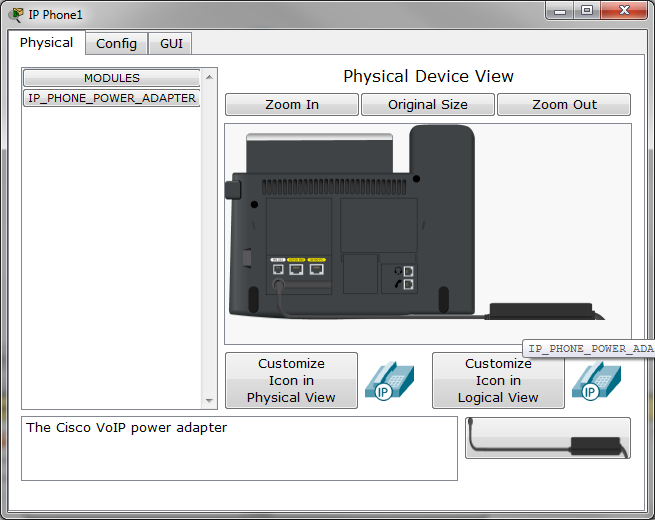 IP Phone1
Physical
Config
GUI
MODULES
IP_PHONE_POWER_ADAPTER
Physical Device View
Zoom In
Original Size
Zoom Out
IP_PHONE_POWER_ADA
Customize
Icon in
Physical View
IP
Customize
Icon in
Logical View
IP
The Cisco VoIP power adapter